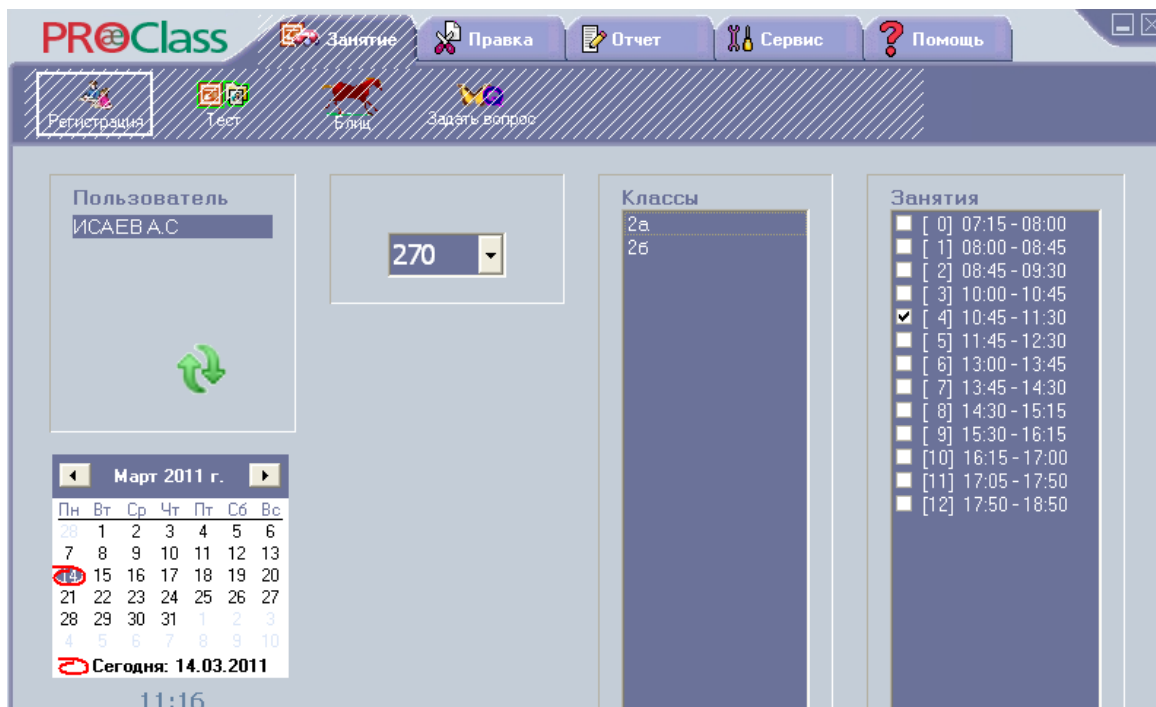 PROÆClass
Занятие
Правка
Отчет
Сервис
Помощь
Регистрация
Тест
Блиц
Задать вопрос
Пользователь
ИСАЕВ А.С
270
Классы
2а
2б
Занятия
[ 0] 07:15 - 08:00
[ 1] 08:00 - 08:45
[ 2] 08:45 - 09:30
[ 3] 10:00 - 10:45
[ 4] 10:45 - 11:30
[ 5] 11:45 - 12:30
[ 6] 13:00 - 13:45
[ 7] 13:45 - 14:30
[ 8] 14:30 - 15:15
[ 9] 15:30 - 16:15
[10] 16:15 - 17:00
[11] 17:05 - 17:50
[12] 17:50 - 18:50
Март 2011 г.
Пн Вт Ср Чт Пт Сб Вс
28 1 2 3 4 5 6
7 8 9 10 11 12 13
14 15 16 17 18 19 20
21 22 23 24 25 26 27
28 29 30 31 1 2 3
4 5 6 7 8 9 10
Сегодня: 14.03.2011
11:16